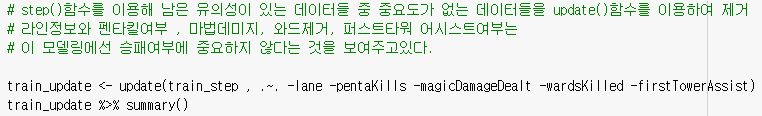 # step()함수를 이용해 남은 유의성이 있는 데이터들 중 중요도가 없는 데이터들을 update()함수를 이용하여 제거
# 라인정보와 펜타킬여부 , 마법데미지, 와드제거, 퍼스트타워 어시스트여부는
# 이 모델링에선 승패여부에 중요하지 않다는 것을 보여주고있다.
train_update <- update(train_step , .~. -lane -pentaKills -magicDamageDealt -wardsKilled -firstTowerAssist)
train_update %>% summary()